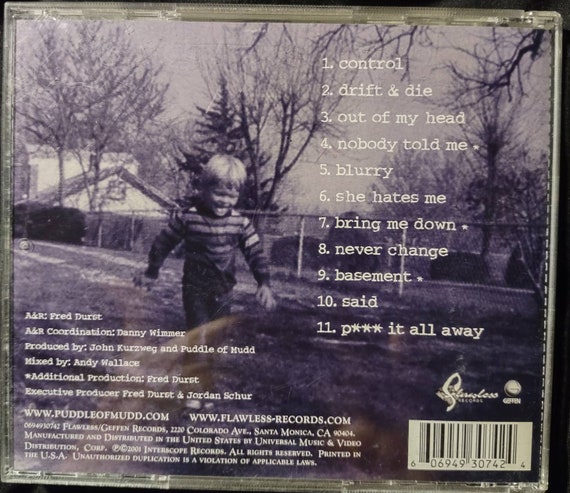 1. control
2. drift & die
3. out of my head
4. nobody told me *
5. blurry
6. she hates me
7. bring me down *
8. never change
9. basement *
10. said
11. p*** it all away
A&R: Fred Durst
A&R Coordination: Danny Wimmer
Produced by: John Kurzweg and Puddle of Mudd
Mixed by: Andy Wallace
*Additional Production: Fred Durst
Executive Producer Fred Durst & Jordan Schur
WWW.PUDDLEOFMUDD.COM WWW.FLAWLESS-RECORDS.COM
0694930742 Flawless/Geffen Records, 2220 Colorado Ave., Santa Monica, CA 90404.
Manufactured and Distributed in the United States by Universal Music & Video
Distribution, Corp. ℗©2001 Interscope Records. All rights reserved. Printed in
the U.S.A. Unauthorized duplication is a violation of applicable laws.
Flawless
RECORDS
GEFFEN
6 06949 30742 4